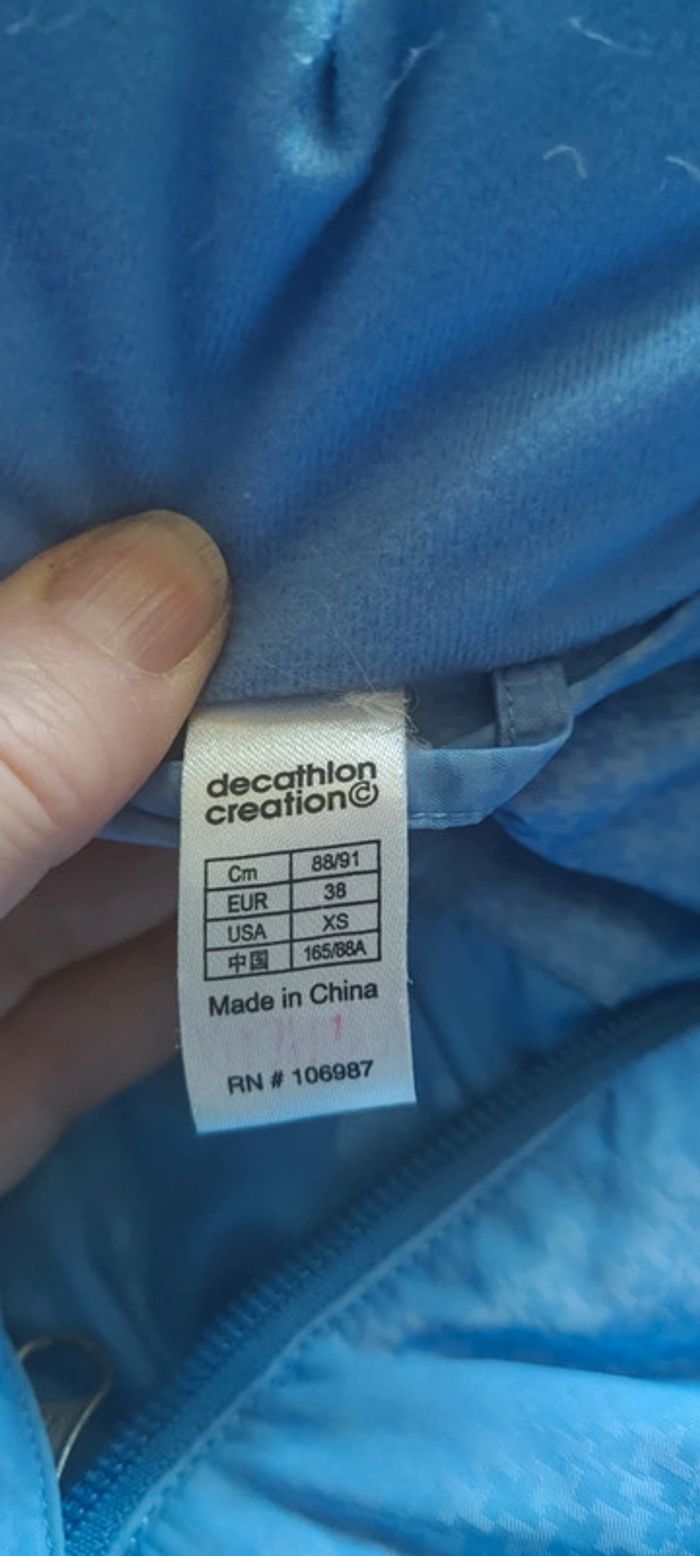 decathlon
creation©
Cm 88/91
EUR 38
USA XS
中国 165/88A
Made in China
RN # 106987